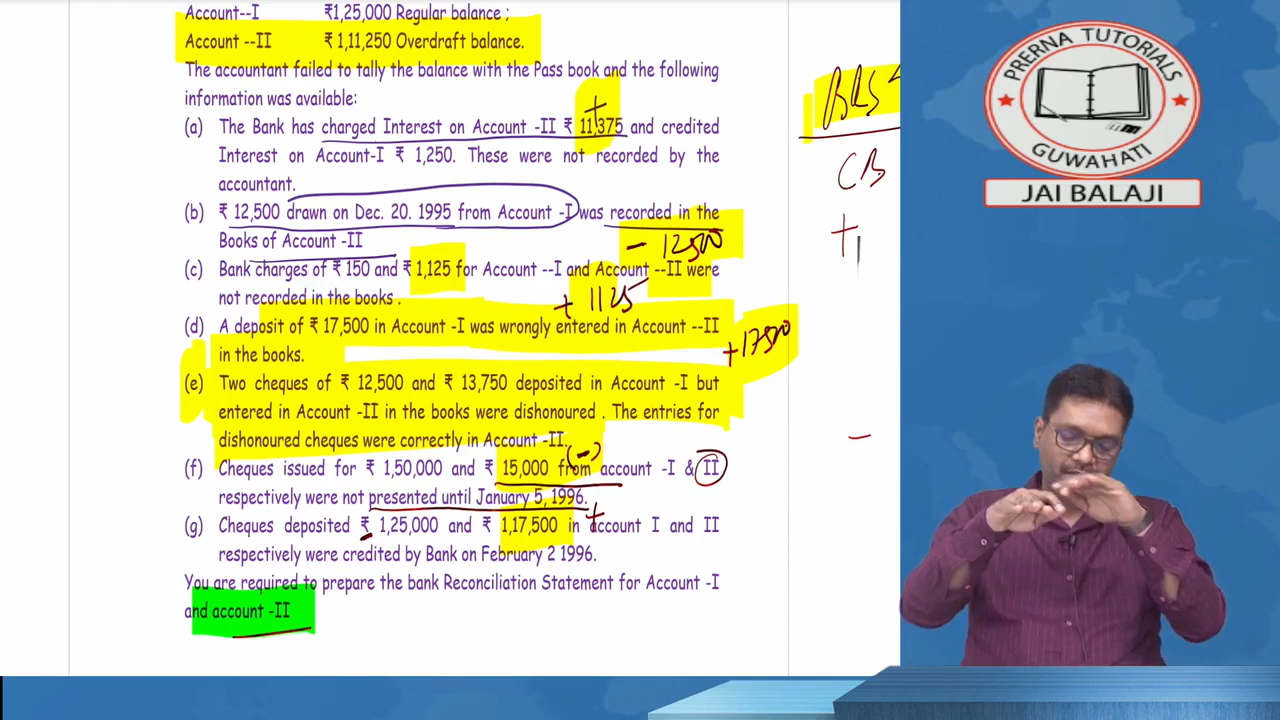 Account--I ₹1,25,000 Regular balance ;
Account --II ₹ 1,11,250 Overdraft balance.
The accountant failed to tally the balance with the Pass book and the following
information was available:
+
(a) The Bank has charged Interest on Account -II ₹ 11,375 and credited
Interest on Account-I ₹ 1,250. These were not recorded by the
accountant.
(b) ₹ 12,500 drawn on Dec. 20. 1995 from Account -I was recorded in the
Books of Account -II
- 12500
(c) Bank charges of ₹ 150 and ₹ 1,125 for Account --I and Account --II were
not recorded in the books .
+ 1125
(d) A deposit of ₹ 17,500 in Account -I was wrongly entered in Account --II
in the books.
+17500
(e) Two cheques of ₹ 12,500 and ₹ 13,750 deposited in Account -I but
entered in Account -II in the books were dishonoured . The entries for
dishonoured cheques were correctly in Account -II.
(-)
(f) Cheques issued for ₹ 1,50,000 and ₹ 15,000 from account -I & II
respectively were not presented until January 5, 1996.
+
(g) Cheques deposited ₹ 1,25,000 and ₹ 1,17,500 in account I and II
respectively were credited by Bank on February 2 1996.
You are required to prepare the bank Reconciliation Statement for Account -I
and account -II
BRS
CB
+
-
PRERNA TUTORIALS
GUWAHATI
JAI BALAJI